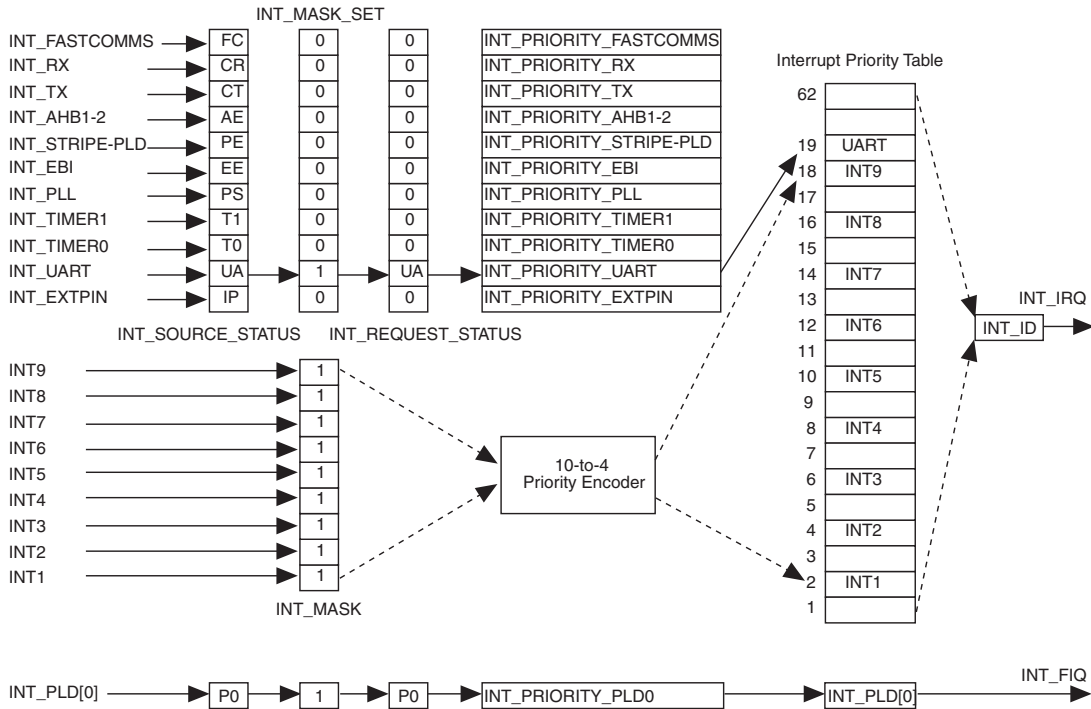 INT_MASK_SET
INT_FASTCOMMS FC 0 0 INT_PRIORITY_FASTCOMMS
INT_RX CR 0 0 INT_PRIORITY_RX
INT_TX CT 0 0 INT_PRIORITY_TX
INT_AHB1-2 AE 0 0 INT_PRIORITY_AHB1-2
INT_STRIPE-PLD PE 0 0 INT_PRIORITY_STRIPE-PLD
INT_EBI EE 0 0 INT_PRIORITY_EBI
INT_PLL PS 0 0 INT_PRIORITY_PLL
INT_TIMER1 T1 0 0 INT_PRIORITY_TIMER1
INT_TIMER0 T0 0 0 INT_PRIORITY_TIMER0
INT_UART UA 1 UA INT_PRIORITY_UART
INT_EXTPIN IP 0 0 INT_PRIORITY_EXTPIN
INT_SOURCE_STATUS INT_REQUEST_STATUS
INT9 1
INT8 1
INT7 1
INT6 1
INT5 1
INT4 1
INT3 1
INT2 1
INT1 1
INT_MASK
10-to-4
Priority Encoder
Interrupt Priority Table
62
19 UART
18 INT9
17
16 INT8
15
14 INT7
13
12 INT6
11
10 INT5
9
8 INT4
7
6 INT3
5
4 INT2
3
2 INT1
1
INT_ID
INT_IRQ
INT_PLD[0] P0 1 P0 INT_PRIORITY_PLD0 INT_PLD[0]
INT_FIQ